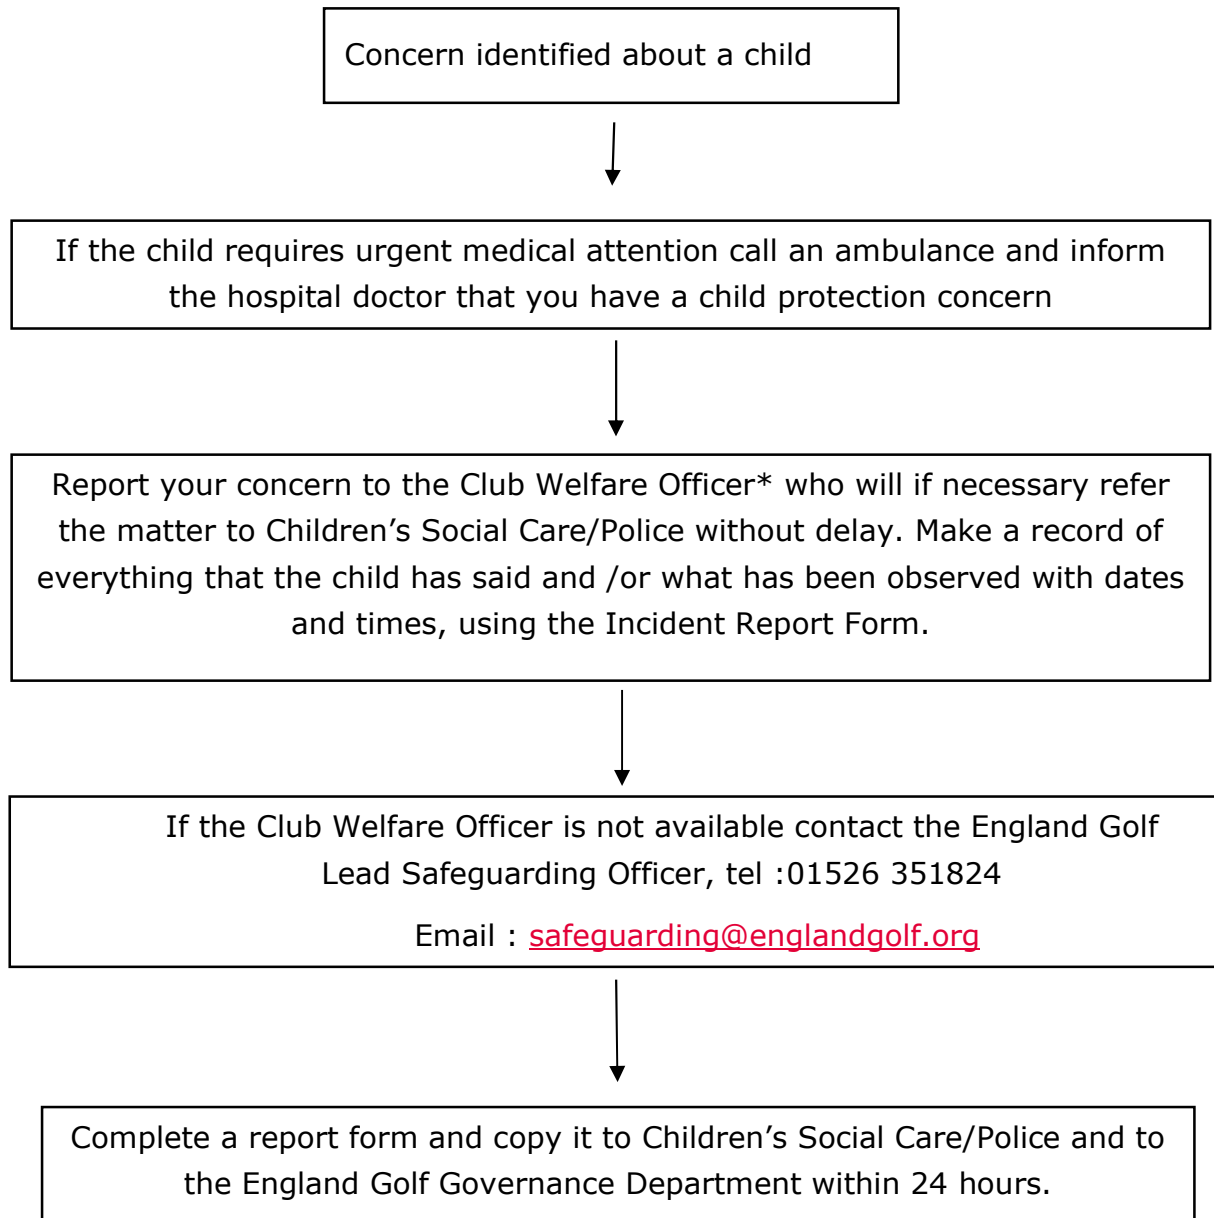 Concern identified about a child
If the child requires urgent medical attention call an ambulance and inform
the hospital doctor that you have a child protection concern
Report your concern to the Club Welfare Officer* who will if necessary refer
the matter to Children’s Social Care/Police without delay. Make a record of
everything that the child has said and /or what has been observed with dates
and times, using the Incident Report Form.
If the Club Welfare Officer is not available contact the England Golf
Lead Safeguarding Officer, tel :01526 351824
Email : safeguarding@englandgolf.org
Complete a report form and copy it to Children’s Social Care/Police and to
the England Golf Governance Department within 24 hours.